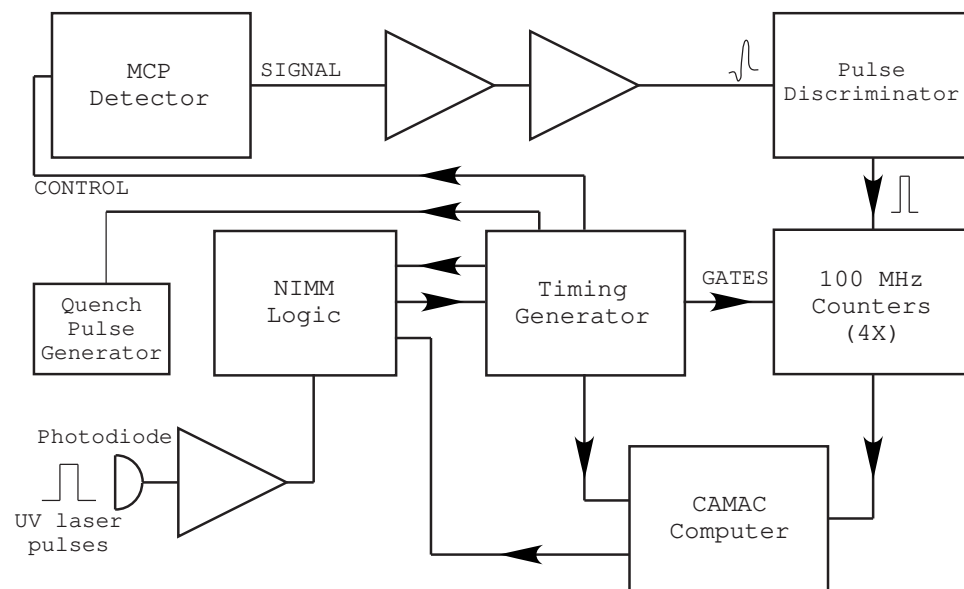 MCP
Detector
SIGNAL
Pulse
Discriminator
CONTROL
Quench
Pulse
Generator
NIMM
Logic
Timing
Generator
GATES
100 MHz
Counters
(4X)
Photodiode
UV laser
pulses
CAMAC
Computer